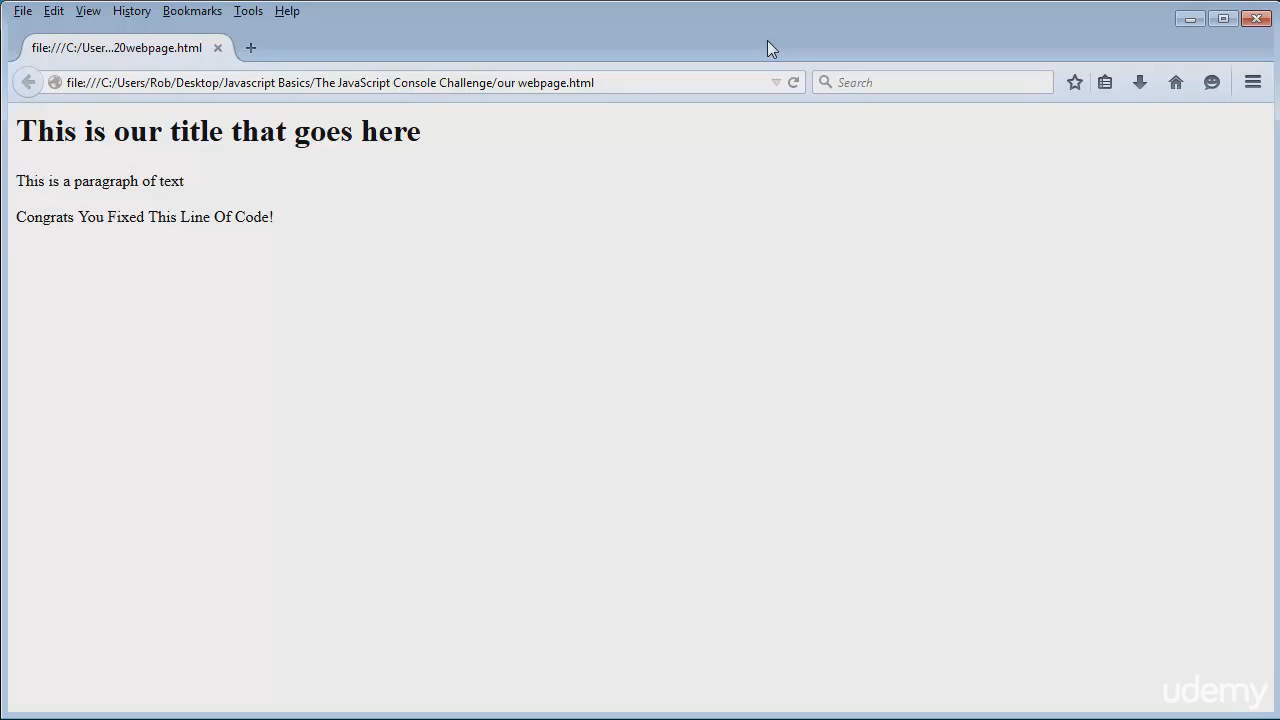 File Edit View History Bookmarks Tools Help
file:///C:/User...20webpage.html
file:///C:/Users/Rob/Desktop/Javascript Basics/The JavaScript Console Challenge/our webpage.html
Search
This is our title that goes here
This is a paragraph of text
Congrats You Fixed This Line Of Code!
udemy